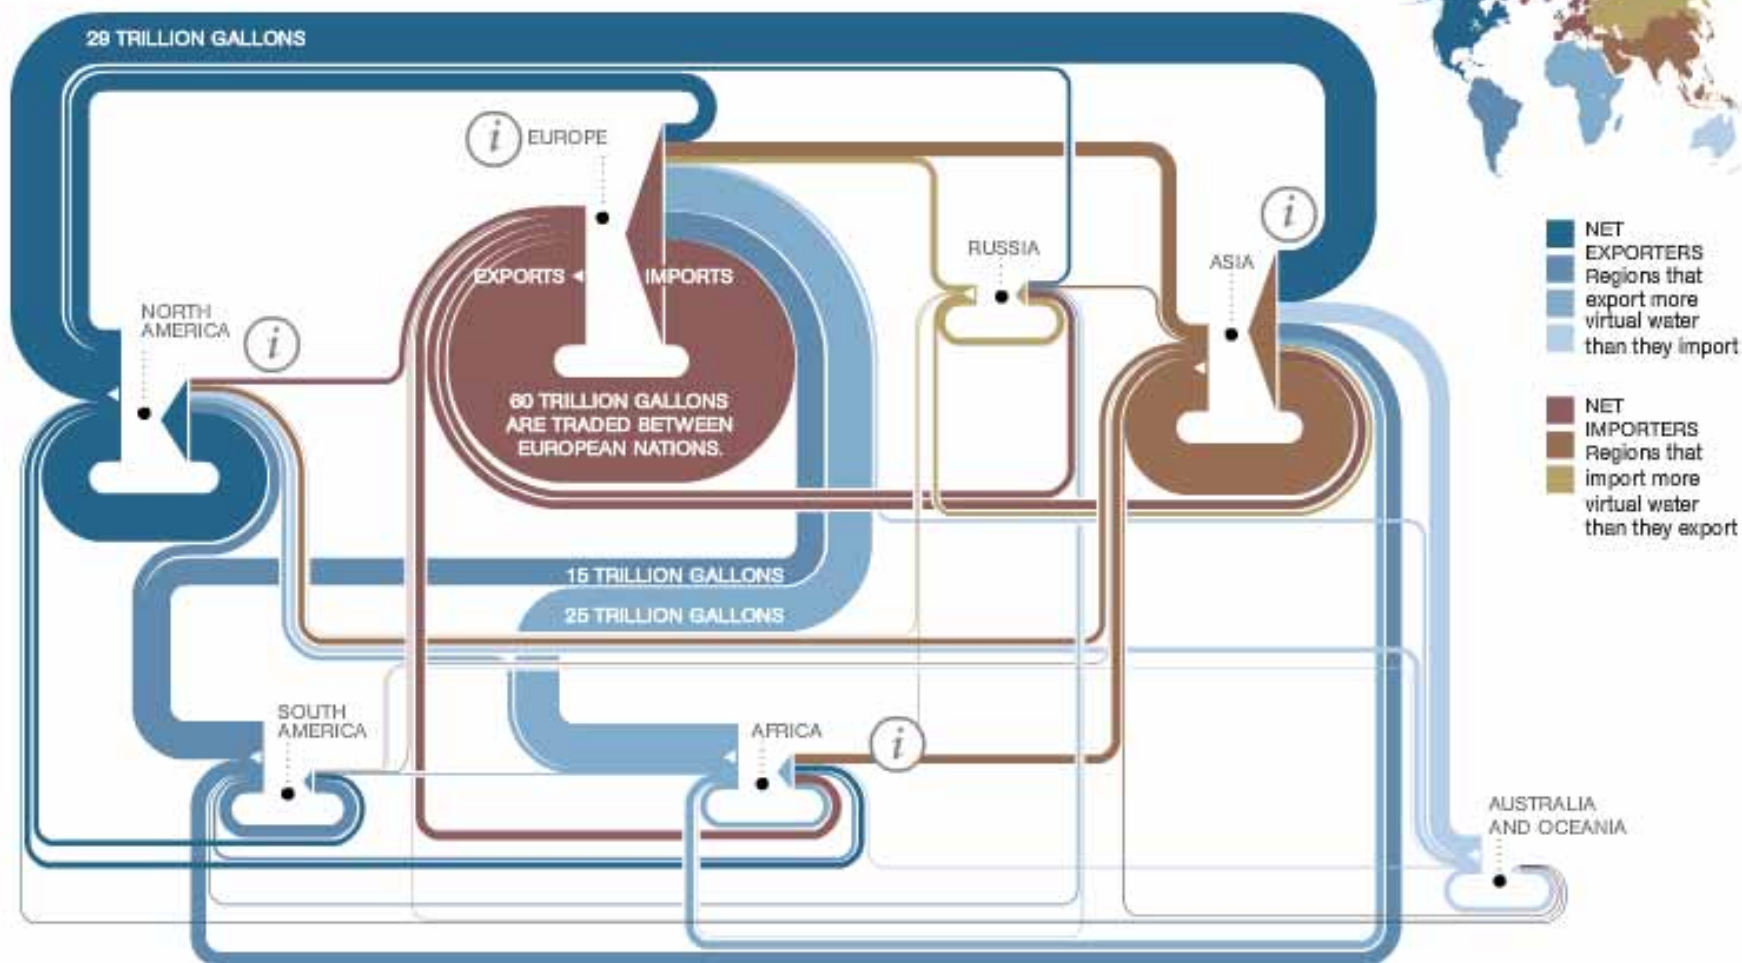 29 TRILLION GALLONS
i
EUROPE
i
RUSSIA
ASIA
EXPORTS
IMPORTS
NORTH
AMERICA
i
60 TRILLION GALLONS
ARE TRADED BETWEEN
EUROPEAN NATIONS.
15 TRILLION GALLONS
25 TRILLION GALLONS
SOUTH
AMERICA
AFRICA
i
AUSTRALIA
AND OCEANIA
NET
EXPORTERS
Regions that
export more
virtual water
than they import
NET
IMPORTERS
Regions that
import more
virtual water
than they export